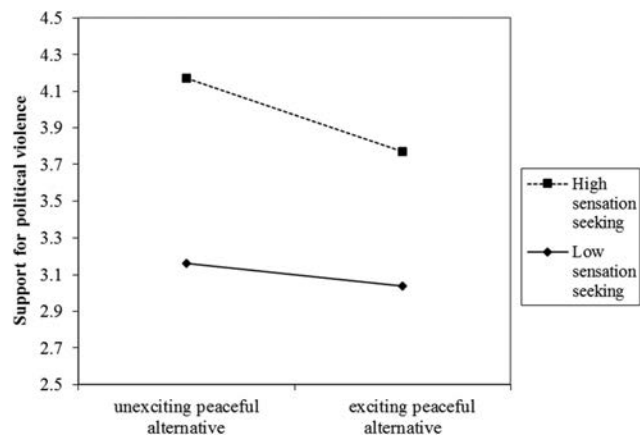 4.5
4.3
4.1
3.9
3.7
3.5
3.3
3.1
2.9
2.7
2.5
Support for political violence
unexciting peaceful
alternative
exciting peaceful
alternative
High
sensation
seeking
Low
sensation
seeking